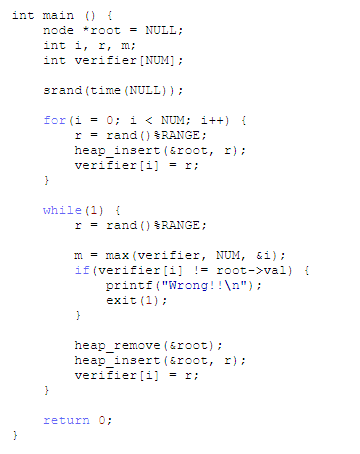 int main () {
    node *root = NULL;
    int i, r, m;
    int verifier[NUM];

    srand(time(NULL));

    for(i = 0; i < NUM; i++) {
        r = rand()%RANGE;
        heap_insert(&root, r);
        verifier[i] = r;
    }

    while(1) {
        r = rand()%RANGE;

        m = max(verifier, NUM, &i);
        if(verifier[i] != root->val) {
            printf("Wrong!!\n");
            exit(1);
        }

        heap_remove(&root);
        heap_insert(&root, r);
        verifier[i] = r;
    }

    return 0;
}